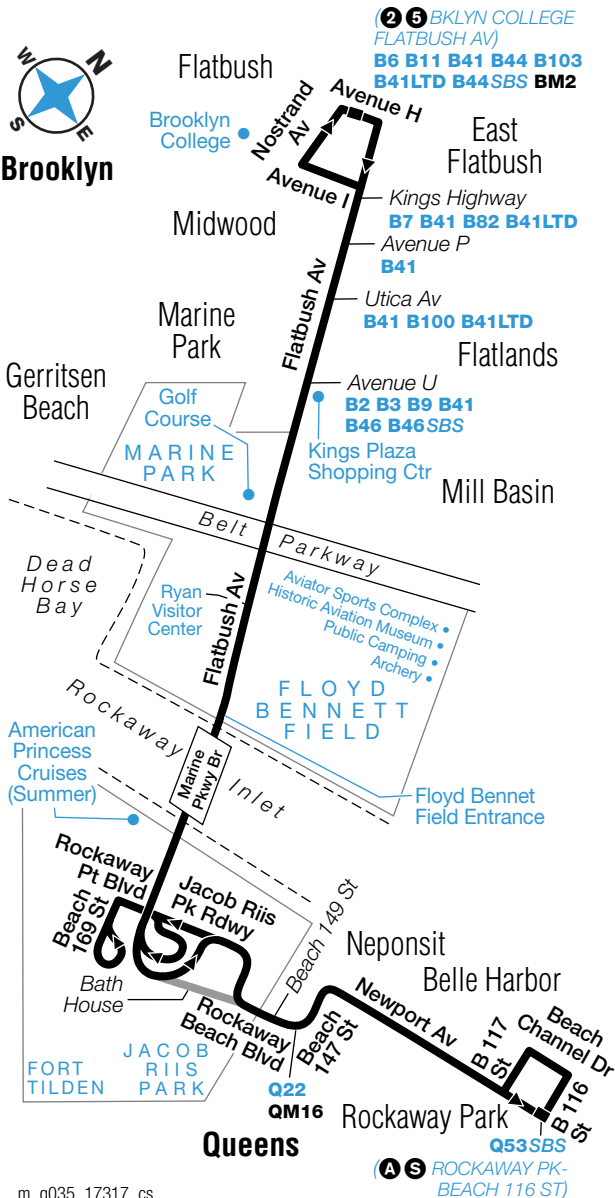 (2 5 BKLYN COLLEGE
FLATBUSH AV)
B6 B11 B41 B44 B103
B41LTD B44SBS BM2
N
W
S
E
Brooklyn
Flatbush
Avenue H
Nostrand
Av
Brooklyn
College
East
Flatbush
Avenue I
Kings Highway
B7 B41 B82 B41LTD
Midwood
Avenue P
B41
Flatbush Av
Utica Av
B41 B100 B41LTD
Marine
Park
Flatlands
Gerritsen
Beach
Avenue U
B2 B3 B9 B41
B46 B46SBS
Golf
Course
Kings Plaza
Shopping Ctr
MARINE
PARK
Mill Basin
Belt Parkway
Dead
Horse
Bay
Ryan
Visitor
Center
Flatbush Av
Aviator Sports Complex
Historic Aviation Museum
Public Camping
Archery
FLOYD
BENNETT
FIELD
Rockaway Inlet
Marine
Pkwy Br
American
Princess
Cruises
(Summer)
Floyd Bennet
Field Entrance
Rockaway
Pt Blvd
Jacob Riis
Pk Rdwy
Beach 149 St
Beach
169 St
Neponsit
Belle Harbor
Bath
House
Rockaway
Beach Blvd
Beach
147 St
Newport Av
Beach
Channel Dr
B 117
St
B 116
St
FORT
TILDEN
JACOB
RIIS
PARK
Q22
QM16
Rockaway Park
Queens
Q53SBS
(A S ROCKAWAY PK-
BEACH 116 ST)
m_q035_17317_cs